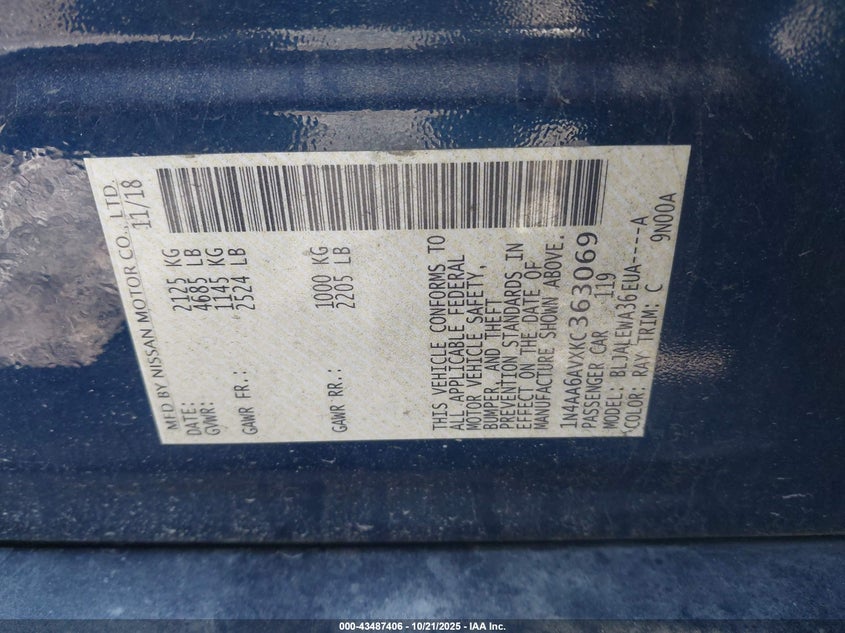 MFD BY NISSAN MOTOR CO., LTD.
DATE: 11/18
GVWR: 2125 KG
4685 LB
GAWR FR.: 1145 KG
2524 LB
GAWR RR.: 1000 KG
2205 LB
THIS VEHICLE CONFORMS TO
ALL APPLICABLE FEDERAL
MOTOR VEHICLE SAFETY,
BUMPER, AND THEFT
PREVENTION STANDARDS IN
EFFECT ON THE DATE OF
MANUFACTURE SHOWN ABOVE.
1N4AA6AVXKC363069
PASSENGER CAR 119
MODEL: BLJALEWA36EUA----A
COLOR: RAY TRIM: C 9N00A
000-43487406 - 10/21/2025 - IAA Inc.